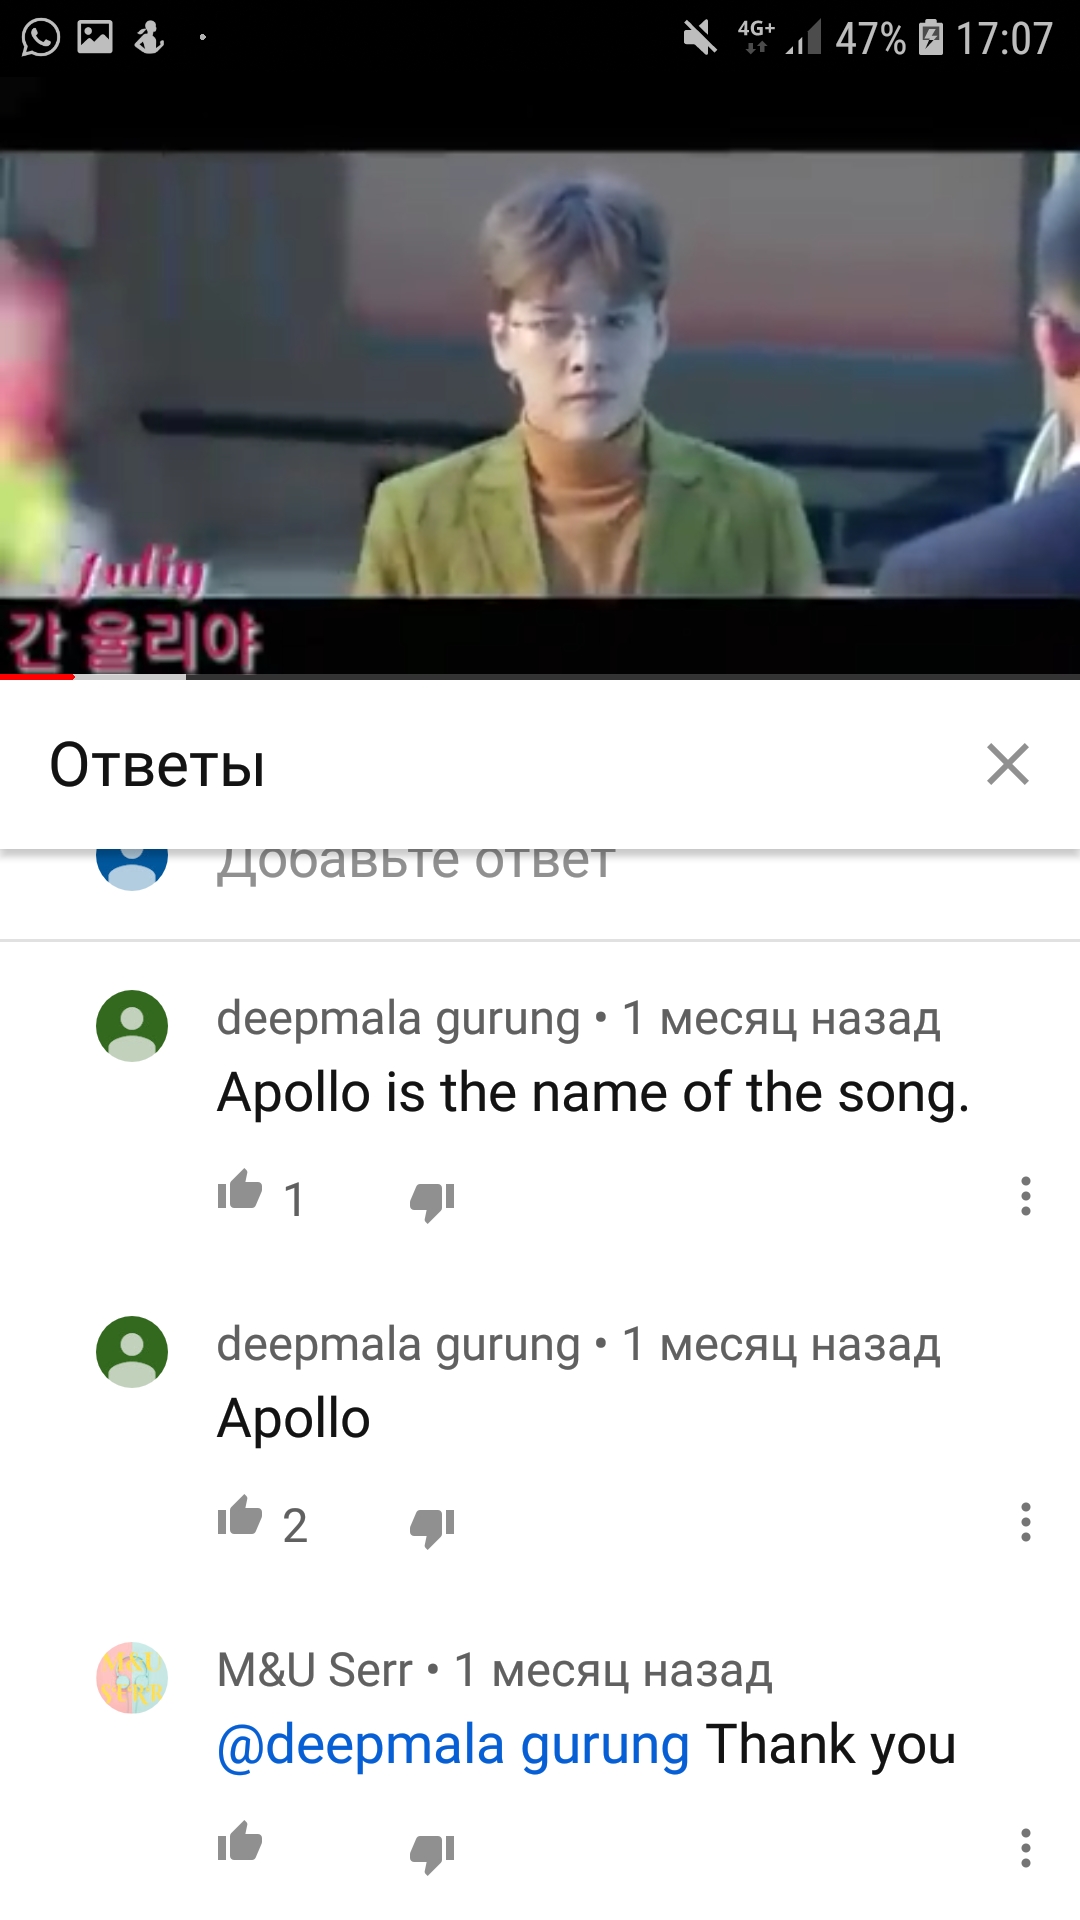 4G+ 47% 17:07
Juliy
간 율리야
Ответы
Добавьте ответ
deepmala gurung • 1 месяц назад
Apollo is the name of the song.
1
deepmala gurung • 1 месяц назад
Apollo
2
M&U Serr • 1 месяц назад
@deepmala gurung Thank you